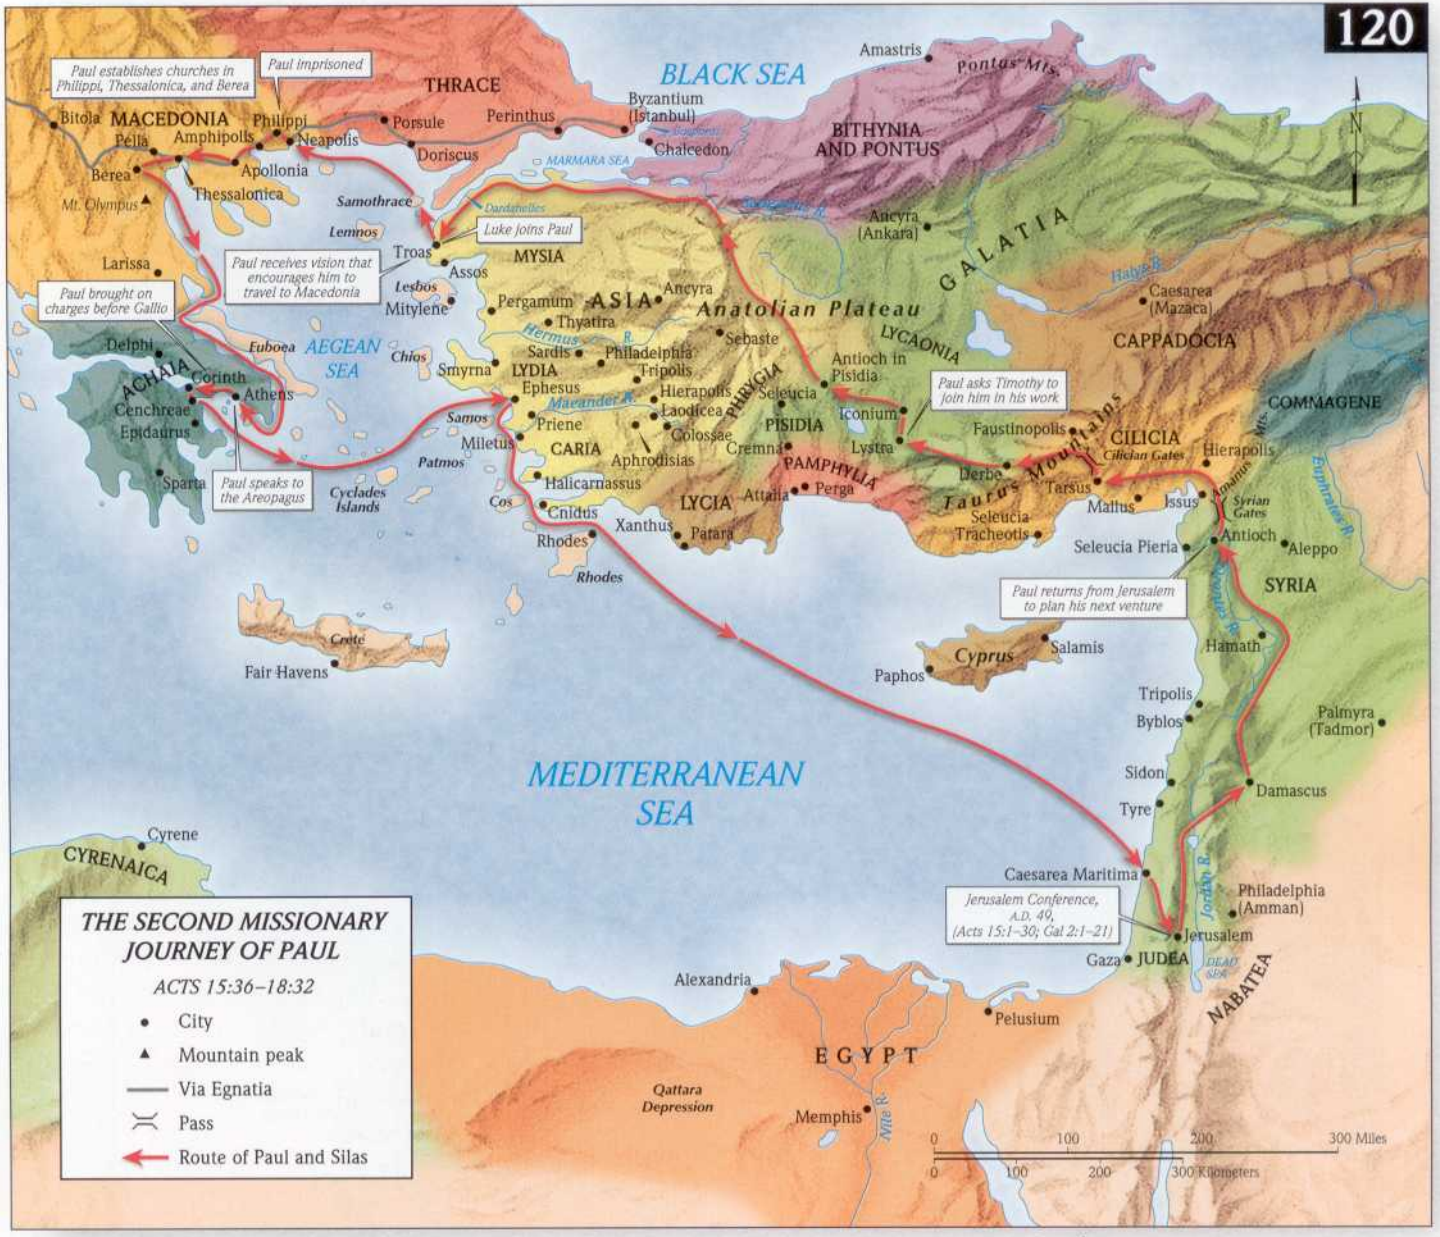 120
Amastris
Pontus Mts.
BLACK SEA
Paul establishes churches in
Philippi, Thessalonica, and Berea
Paul imprisoned
THRACE
Byzantium
(Istanbul)
Perinthus
Porsule
Bitola
MACEDONIA
Philippi
Pella
Amphipolis
Neapolis
Doriscus
Chalcedon
BITHYNIA
AND PONTUS
MARMARA SEA
Berea
Apollonia
Thessalonica
Mt. Olympus
Samothrace
Dardanelles
Lemnos
Luke joins Paul
Troas
MYSIA
Assos
Ancyra
(Ankara)
GALATIA
Halys R.
Larissa
Paul receives vision that
encourages him to
travel to Macedonia
Lesbos
Mitylene
Pergamum
ASIA
Ancyra
Anatolian Plateau
Caesarea
(Mazaca)
CAPPADOCIA
Paul brought on
charges before Gallio
Thyatira
Hermus R.
Sebaste
LYCAONIA
Delphi
Euboea
AEGEAN
SEA
Chios
Sardis
Philadelphia
Smyrna
LYDIA
Tripolis
Antioch in
Pisidia
ACHAIA
Corinth
Athens
Cenchreae
Epidaurus
Ephesus
Hierapolis
PHRYGIA
Seleucia
Maeander R.
Laodicea
Priene
Samos
Colossae
PISIDIA
Iconium
Paul asks Timothy to
join him in his work
COMMAGENE
Miletus
CARIA
Aphrodisias
Cremna
Lystra
Faustinopolis
CILICIA
Cilician Gates
Hierapolis
Amanus Mts.
Patmos
PAMPHYLIA
Derbe
Taurus Mountains
Tarsus
Euphrates R.
Sparta
Paul speaks to
the Areopagus
Cyclades
Islands
Halicarnassus
Cos
Cnidus
LYCIA
Attalia
Perga
Mallus
Issus
Syrian
Gates
Xanthus
Patara
Seleucia
Tracheotis
Rhodes
Rhodes
Seleucia Pieria
Antioch
Aleppo
SYRIA
Paul returns from Jerusalem
to plan his next venture
Orontes R.
Crete
Fair Havens
Cyprus
Salamis
Paphos
Hamath
Tripolis
Byblos
Palmyra
(Tadmor)
MEDITERRANEAN
SEA
Sidon
Tyre
Damascus
Cyrene
CYRENAICA
Caesarea Maritima
Jordan R.
Philadelphia
(Amman)
Jerusalem Conference,
A.D. 49,
(Acts 15:1–30; Gal 2:1–21)
Jerusalem
Gaza
JUDEA
DEAD
SEA
NABATEA
Alexandria
Pelusium
EGYPT
Qattara
Depression
Memphis
Nile R.
THE SECOND MISSIONARY
JOURNEY OF PAUL
ACTS 15:36–18:32
City
Mountain peak
Via Egnatia
Pass
Route of Paul and Silas
0 100 200 300 Miles
0 100 200 300 Kilometers
N